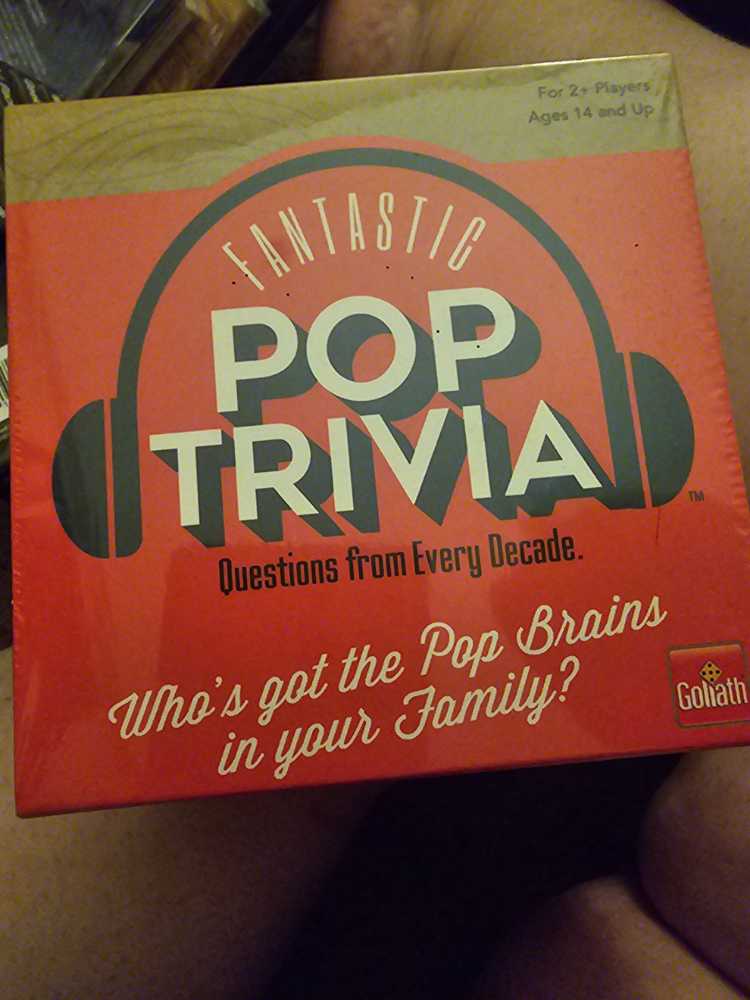 For 2+ Players
Ages 14 and Up
FANTASTIC
POP
TRIVIA
TM
Questions from Every Decade.
Who's got the Pop Brains
in your Family?
Goliath